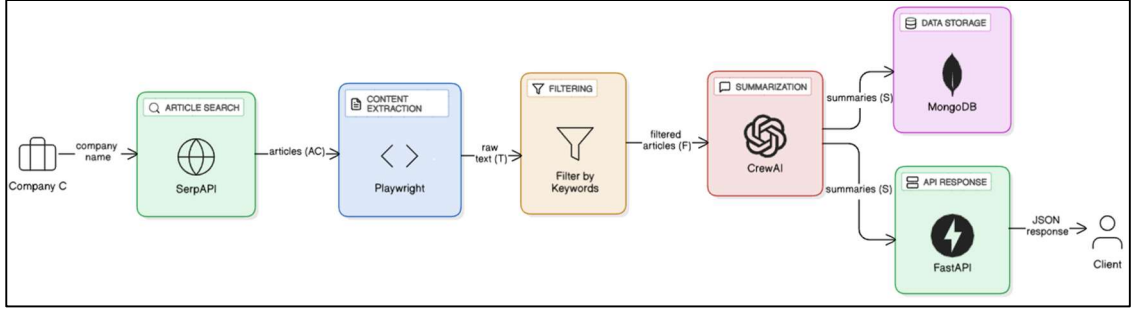 Company C
company
name
ARTICLE SEARCH
SerpAPI
articles (AC)
CONTENT
EXTRACTION
Playwright
raw
text (T)
FILTERING
Filter by
Keywords
filtered
articles (F)
SUMMARIZATION
CrewAI
summaries (S)
DATA STORAGE
MongoDB
summaries (S)
API RESPONSE
FastAPI
JSON
response
Client